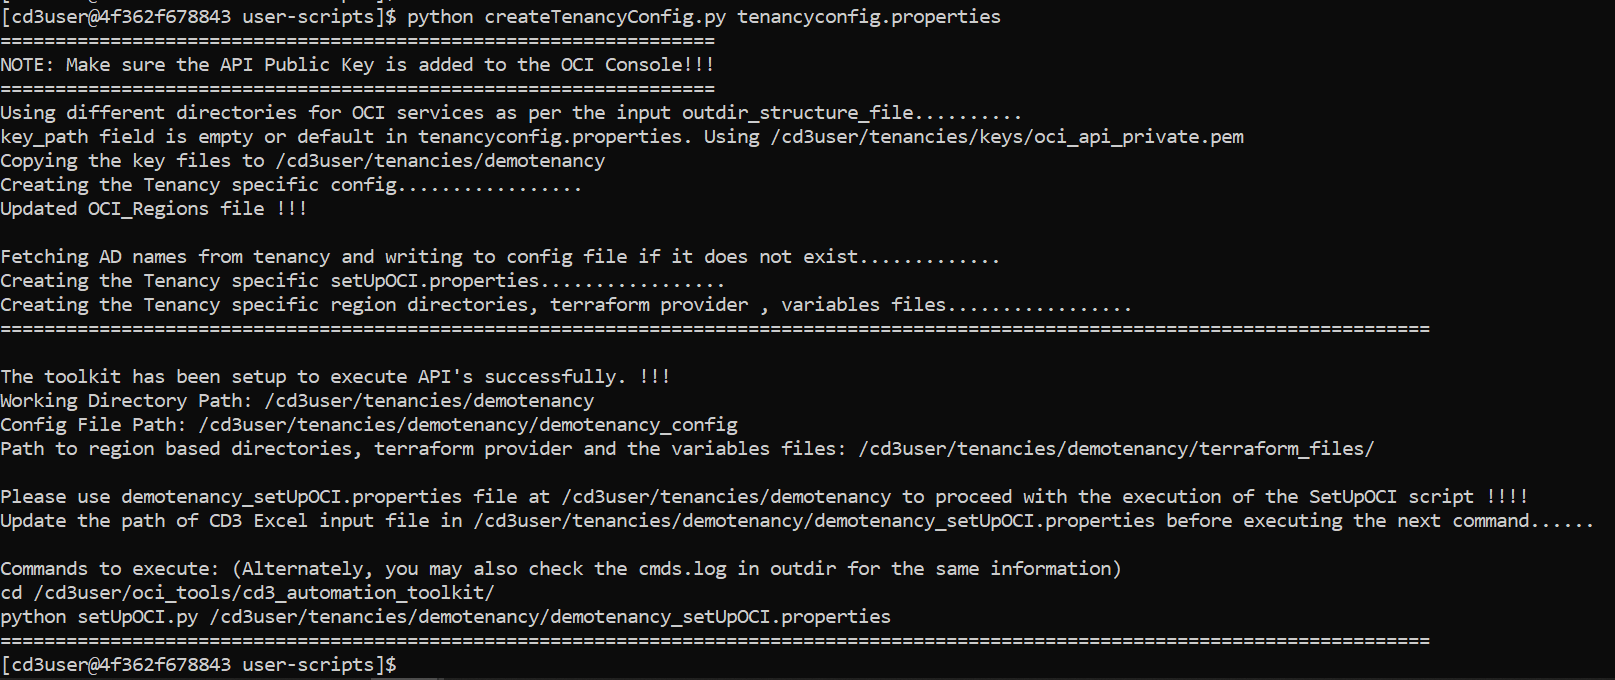 [cd3user@4f362f678843 user-scripts]$ python createTenancyConfig.py tenancyconfig.properties
=================================================================
NOTE: Make sure the API Public Key is added to the OCI Console!!!
=================================================================
Using different directories for OCI services as per the input outdir_structure_file..........
key_path field is empty or default in tenancyconfig.properties. Using /cd3user/tenancies/keys/oci_api_private.pem
Copying the key files to /cd3user/tenancies/demotenancy
Creating the Tenancy specific config.................
Updated OCI_Regions file !!!
Fetching AD names from tenancy and writing to config file if it does not exist.............
Creating the Tenancy specific setUpOCI.properties.................
Creating the Tenancy specific region directories, terraform provider , variables files.................
==================================================================================================================================
The toolkit has been setup to execute API's successfully. !!!
Working Directory Path: /cd3user/tenancies/demotenancy
Config File Path: /cd3user/tenancies/demotenancy/demotenancy_config
Path to region based directories, terraform provider and the variables files: /cd3user/tenancies/demotenancy/terraform_files/
Please use demotenancy_setUpOCI.properties file at /cd3user/tenancies/demotenancy to proceed with the execution of the SetUpOCI script !!!!
Update the path of CD3 Excel input file in /cd3user/tenancies/demotenancy/demotenancy_setUpOCI.properties before executing the next command......
Commands to execute: (Alternately, you may also check the cmds.log in outdir for the same information)
cd /cd3user/oci_tools/cd3_automation_toolkit/
python setUpOCI.py /cd3user/tenancies/demotenancy/demotenancy_setUpOCI.properties
==================================================================================================================================
[cd3user@4f362f678843 user-scripts]$